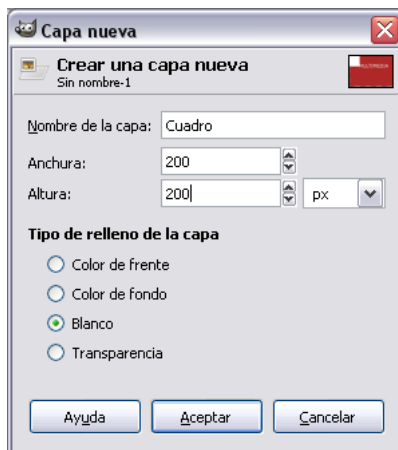 Capa nueva
Crear una capa nueva
Sin nombre-1
Nombre de la capa: Cuadro
Anchura: 200
Altura: 200 px
Tipo de relleno de la capa
Color de frente
Color de fondo
Blanco
Transparencia
Ayuda Aceptar Cancelar